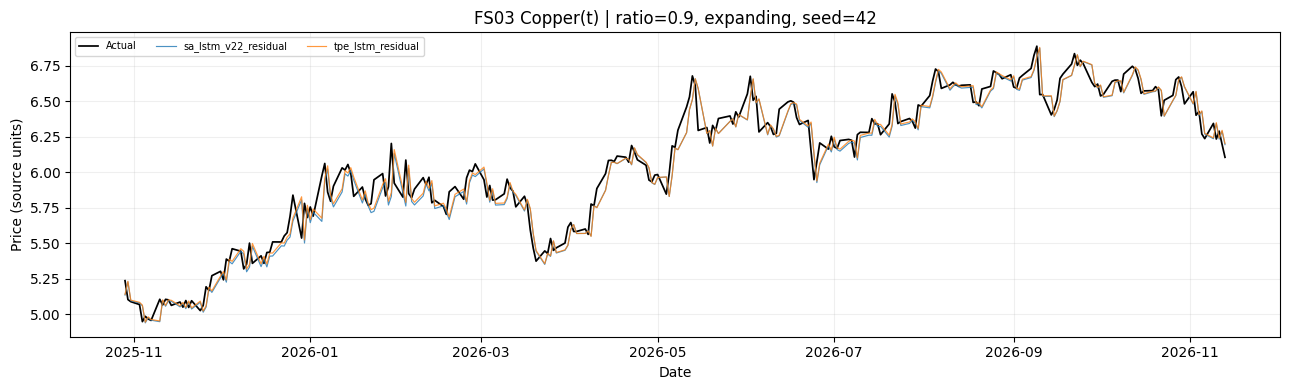 FS03 Copper(t) | ratio=0.9, expanding, seed=42
Actual sa_lstm_v22_residual tpe_lstm_residual
Price (source units)
6.75
6.50
6.25
6.00
5.75
5.50
5.25
5.00
2025-11 2026-01 2026-03 2026-05 2026-07 2026-09 2026-11
Date